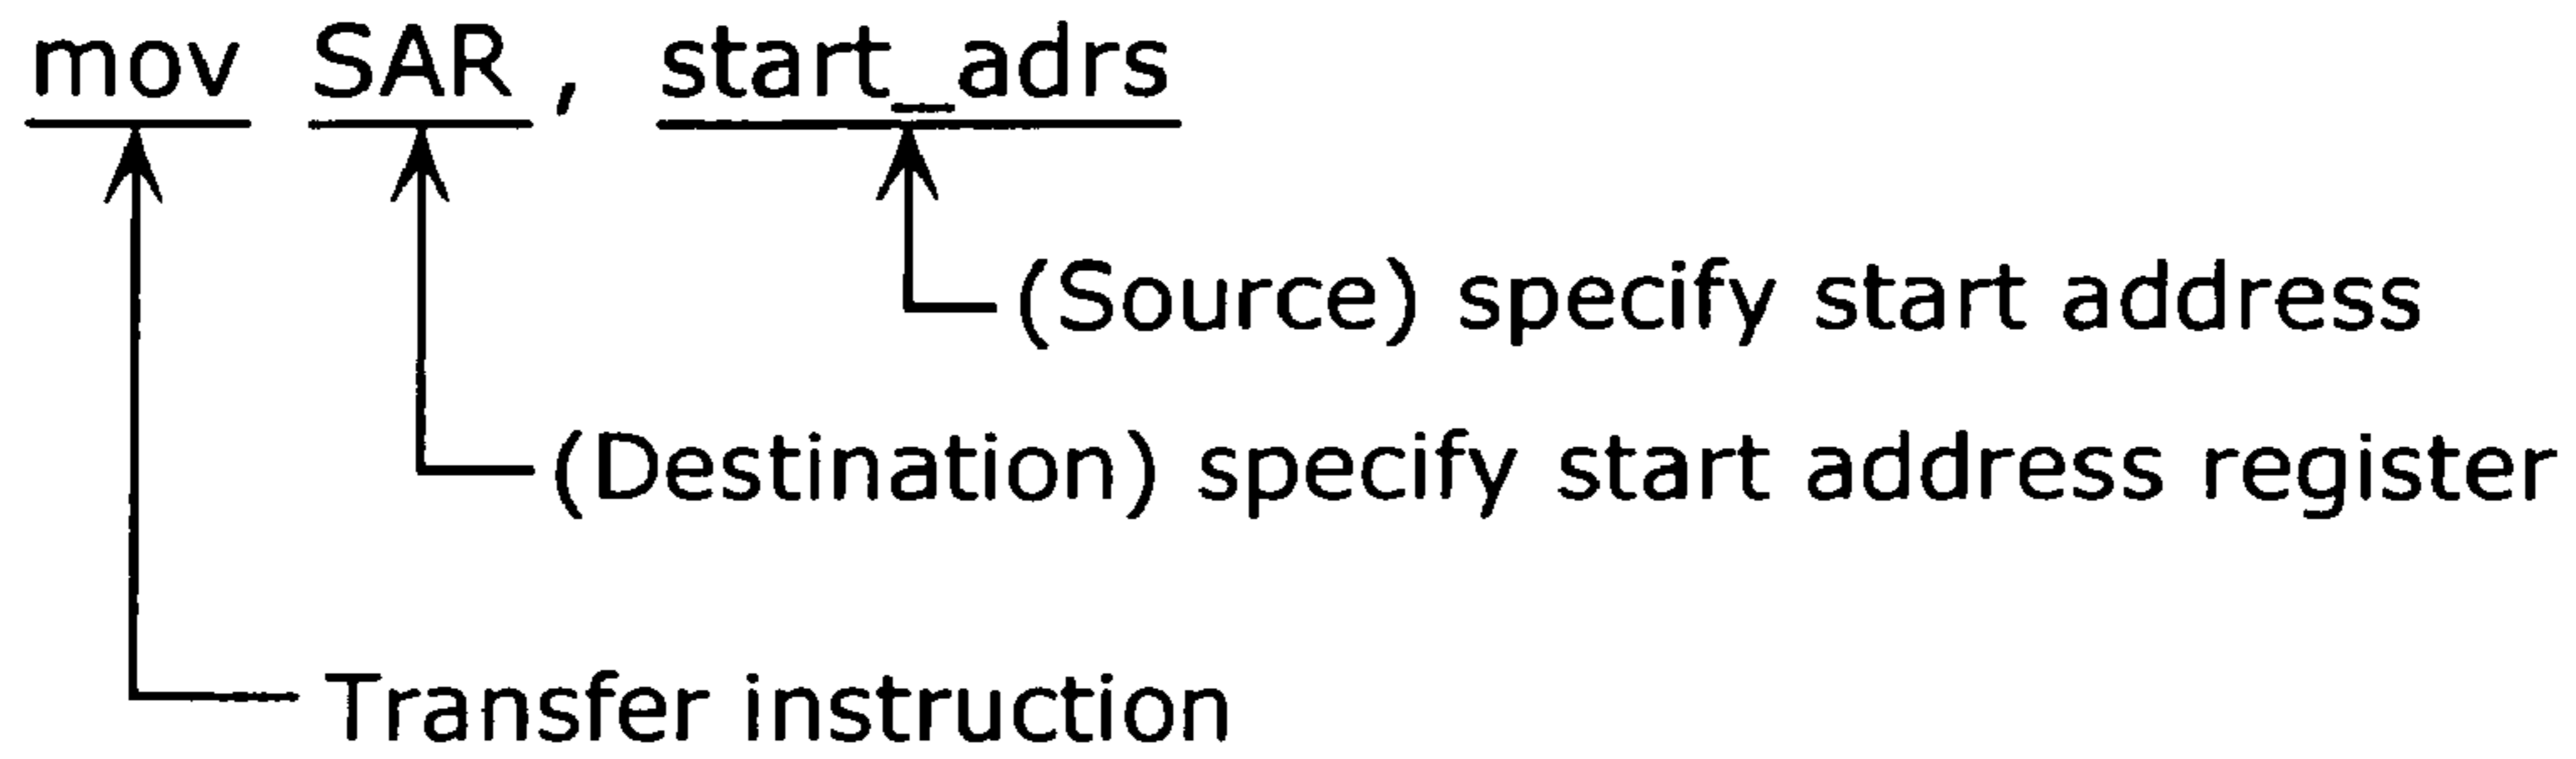 mov SAR , start_adrs
(Source) specify start address
(Destination) specify start address register
Transfer instruction